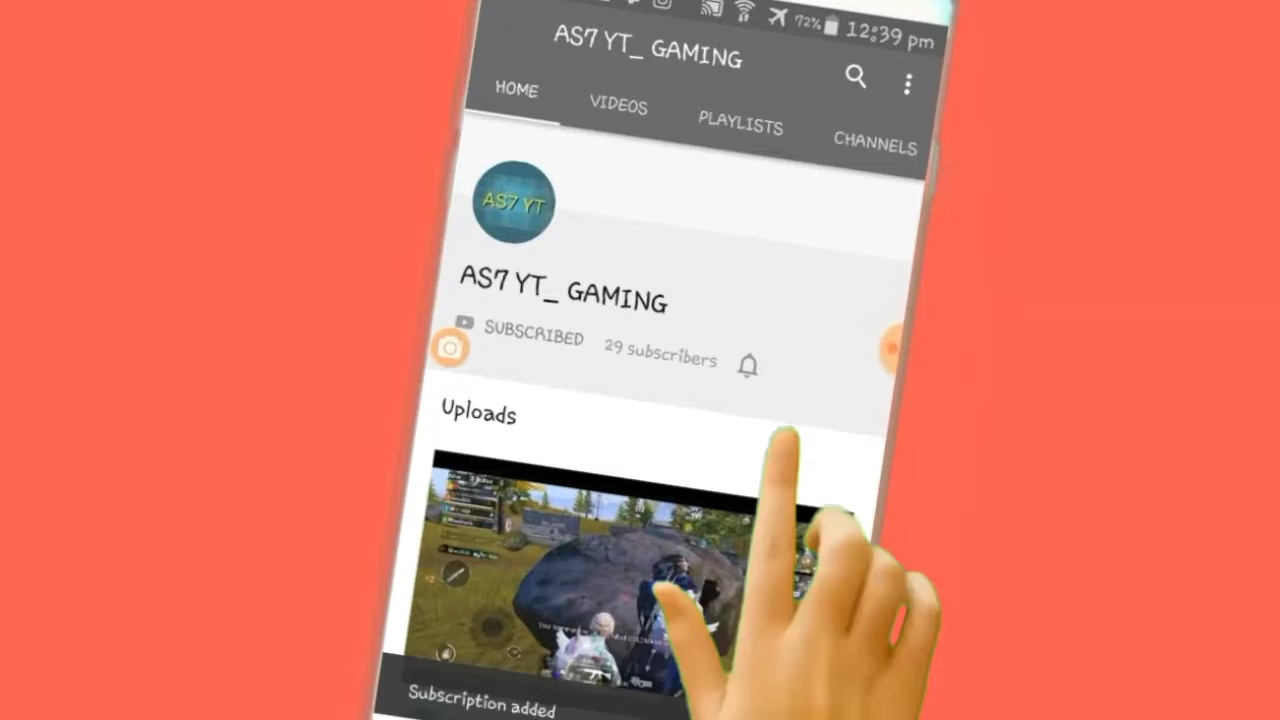 72% 12:39 pm
AS7 YT_ GAMING
HOME VIDEOS PLAYLISTS CHANNELS
AS7 YT
AS7 YT_ GAMING
SUBSCRIBED 29 subscribers
Uploads
Subscription added